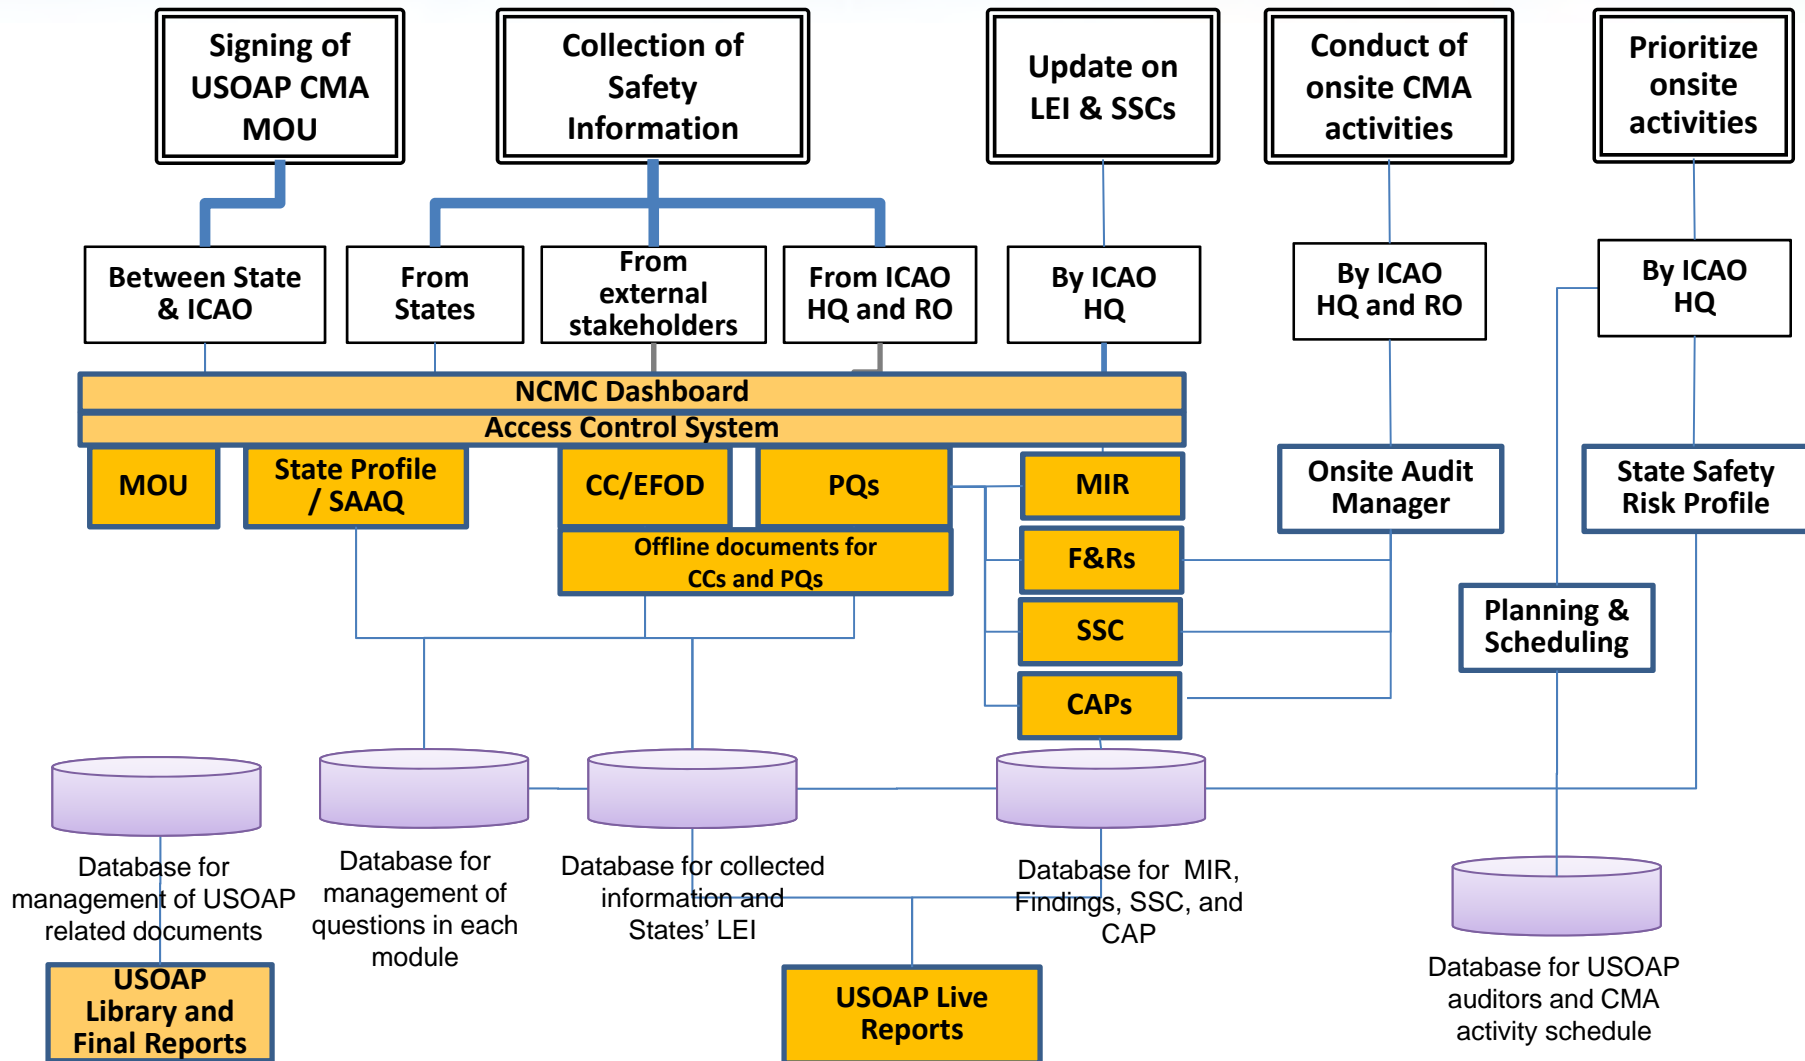 Signing of
USOAP CMA
MOU
Collection of
Safety
Information
Update on
LEI & SSCs
Conduct of
onsite CMA
activities
Prioritize
onsite
activities
Between State
& ICAO
From
States
From
external
stakeholders
From ICAO
HQ and RO
By ICAO
HQ
By ICAO
HQ and RO
By ICAO
HQ
NCMC Dashboard
Access Control System
MOU
State Profile
/ SAAQ
CC/EFOD
PQs
MIR
Onsite Audit
Manager
State Safety
Risk Profile
Offline documents for
CCs and PQs
F&Rs
SSC
CAPs
Planning &
Scheduling
Database for
management of USOAP
related documents
Database for
management of
questions in each
module
Database for collected
information and
States’ LEI
Database for  MIR,
Findings, SSC, and
CAP
Database for USOAP
auditors and CMA
activity schedule
USOAP
Library and
Final Reports
USOAP Live
Reports